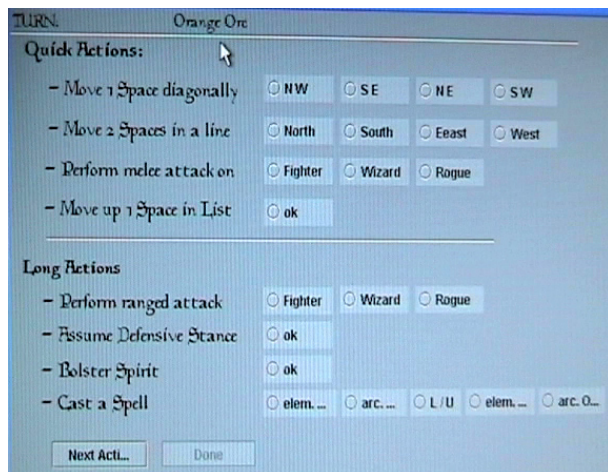 TURN: Orange Orc
Quick Actions:
- Move 1 Space diagonally NW SE NE SW
- Move 2 Spaces in a line North South Eeast West
- Perform melee attack on Fighter Wizard Rogue
- Move up 1 Space in List ok
Long Actions
- Perform ranged attack Fighter Wizard Rogue
- Assume Defensive Stance ok
- Bolster Spirit ok
- Cast a Spell elem. ... arc. ... L/U elem. ... arc. O...
Next Acti... Done